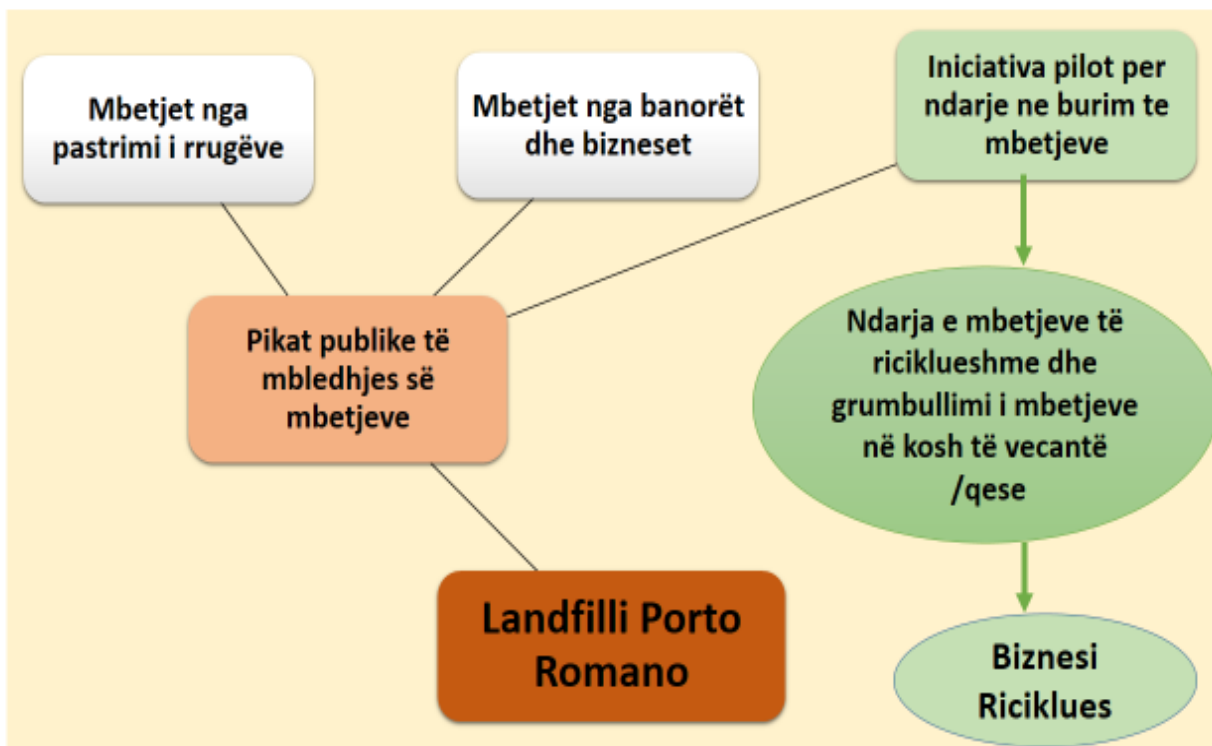 Mbetjet nga
pastrimi i rrugëve
Mbetjet nga banorët
dhe bizneset
Iniciativa pilot per
ndarje ne burim te
mbetjeve
Pikat publike të
mbledhjes së
mbetjeve
Ndarja e mbetjeve të
riciklueshme dhe
grumbullimi i mbetjeve
në kosh të vecantë
/qese
Landfilli Porto
Romano
Biznesi
Riciklues